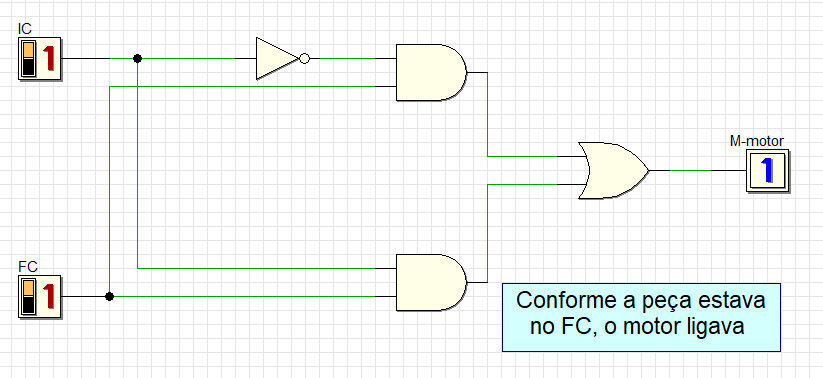 IC
1
M-motor
1
FC
1
Conforme a peça estava
no FC, o motor ligava